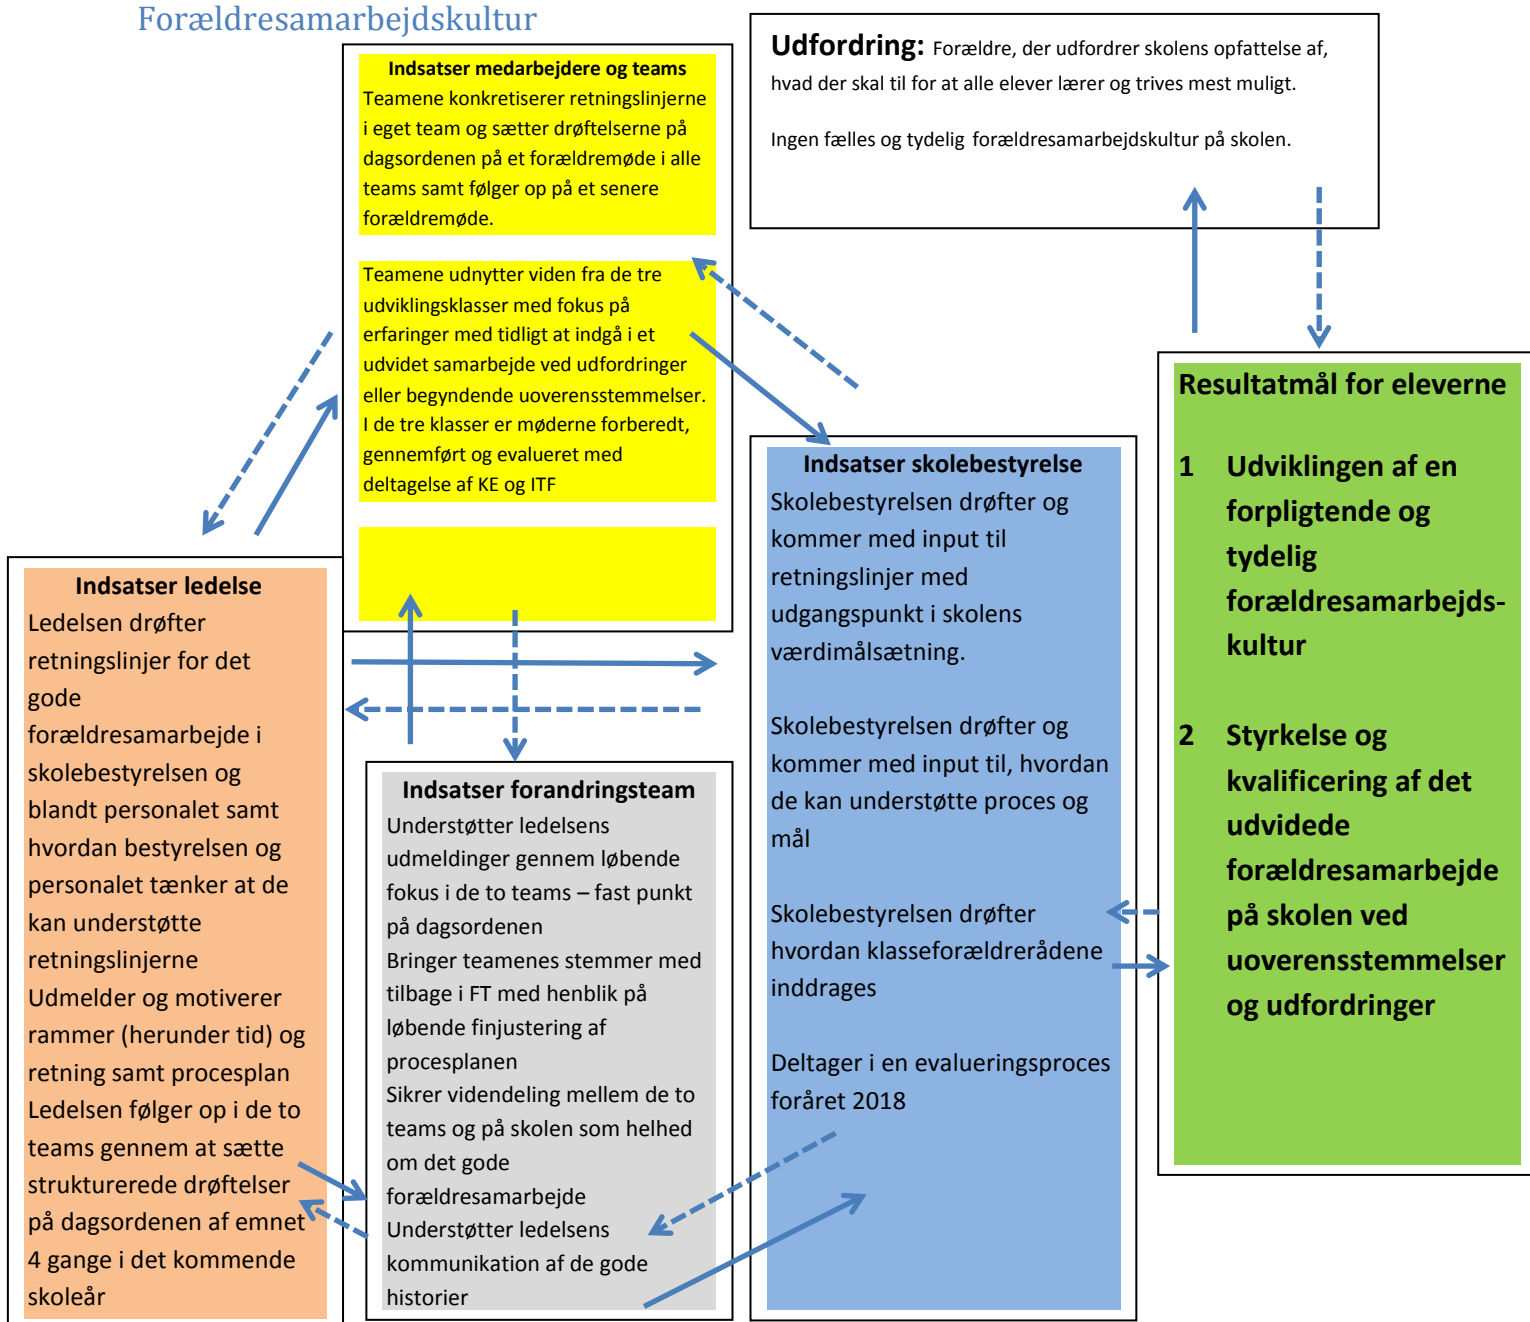 Forældresamarbejdskultur
Indsatser medarbejdere og teams
Teamene konkretiserer retningslinjerne
i eget team og sætter drøftelserne på
dagsordenen på et forældremøde i alle
teams samt følger op på et senere
forældremøde.
Teamene udnytter viden fra de tre
udviklingsklasser med fokus på
erfaringer med tidligt at indgå i et
udvidet samarbejde ved udfordringer
eller begyndende uoverensstemmelser.
I de tre klasser er møderne forberedt,
gennemført og evalueret med
deltagelse af KE og ITF
Udfordring: Forældre, der udfordrer skolens opfattelse af,
hvad der skal til for at alle elever lærer og trives mest muligt.
Ingen fælles og tydelig forældresamarbejdskultur på skolen.
Indsatser ledelse
Ledelsen drøfter
retningslinjer for det
gode
forældresamarbejde i
skolebestyrelsen og
blandt personalet samt
hvordan bestyrelsen og
personalet tænker at de
kan understøtte
retningslinjerne
Udmelder og motiverer
rammer (herunder tid) og
retning samt procesplan
Ledelsen følger op i de to
teams gennem at sætte
strukturerede drøftelser
på dagsordenen af emnet
4 gange i det kommende
skoleår
Indsatser forandringsteam
Understøtter ledelsens
udmeldinger gennem løbende
fokus i de to teams – fast punkt
på dagsordenen
Bringer teamenes stemmer med
tilbage i FT med henblik på
løbende finjustering af
procesplanen
Sikrer videndeling mellem de to
teams og på skolen som helhed
om det gode
forældresamarbejde
Understøtter ledelsens
kommunikation af de gode
historier
Indsatser skolebestyrelse
Skolebestyrelsen drøfter og
kommer med input til
retningslinjer med
udgangspunkt i skolens
værdimålsætning.
Skolebestyrelsen drøfter og
kommer med input til, hvordan
de kan understøtte proces og
mål
Skolebestyrelsen drøfter
hvordan klasseforældrerådene
inddrages
Deltager i en evalueringsproces
foråret 2018
Resultatmål for eleverne
1 Udviklingen af en
forpligtende og
tydelig
forældresamarbejds-
kultur
2 Styrkelse og
kvalificering af det
udvidede
forældresamarbejde
på skolen ved
uoverensstemmelser
og udfordringer